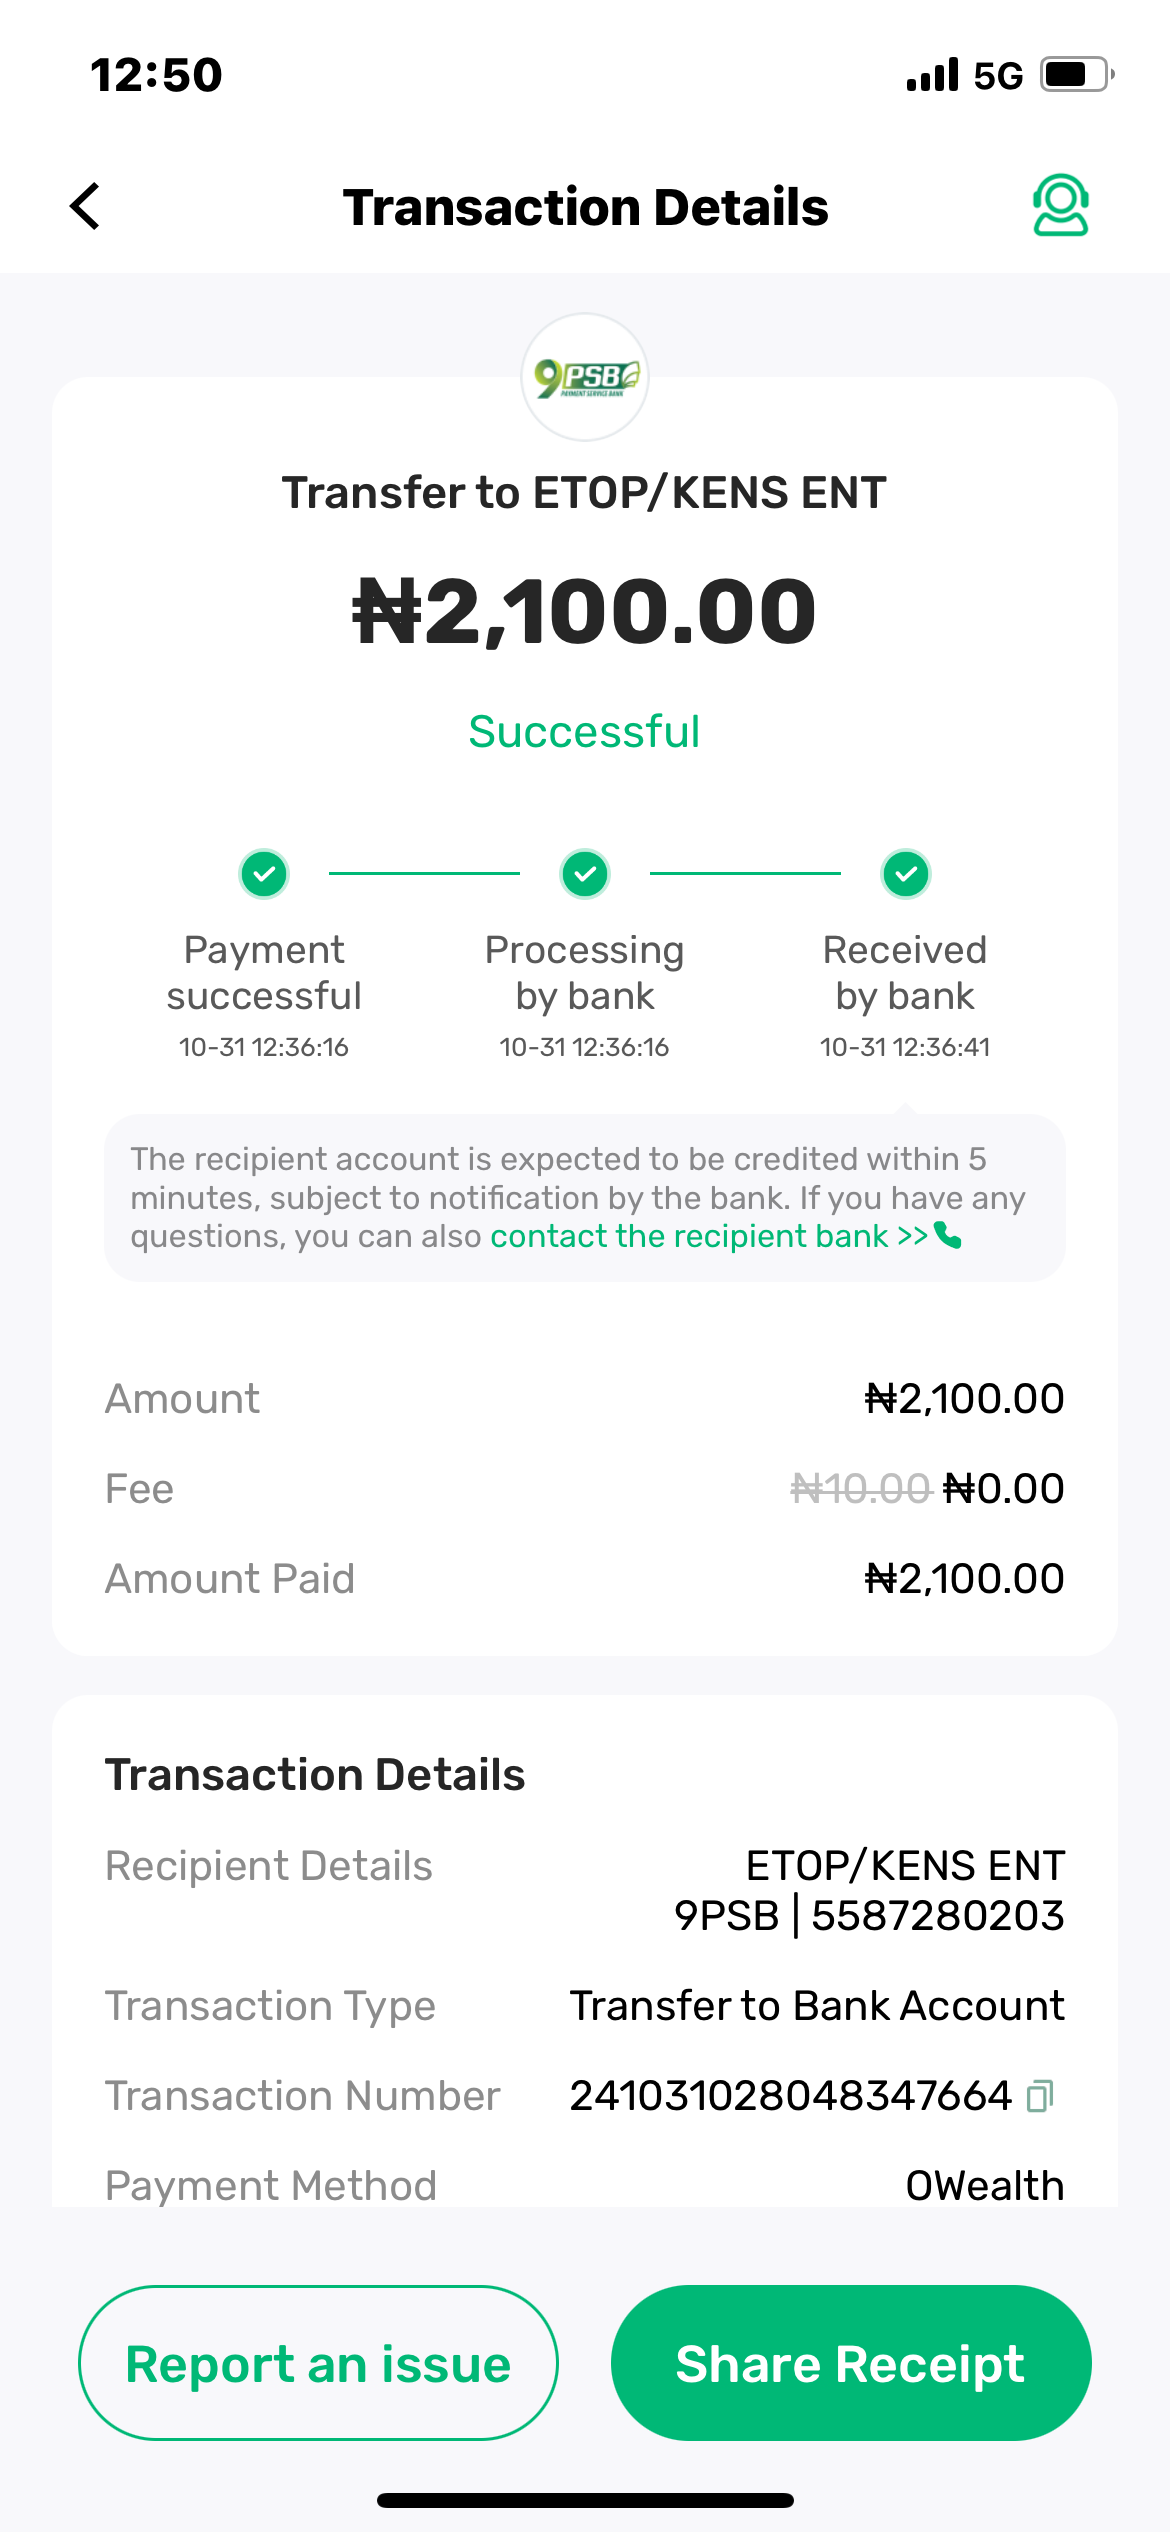 12:50
5G
Transaction Details
9PSB
PAYMENT SERVICE BANK
Transfer to ETOP/KENS ENT
₦2,100.00
Successful
Payment
successful
10-31 12:36:16
Processing
by bank
10-31 12:36:16
Received
by bank
10-31 12:36:41
The recipient account is expected to be credited within 5
minutes, subject to notification by the bank. If you have any
questions, you can also contact the recipient bank >>
Amount ₦2,100.00
Fee ₦10.00 ₦0.00
Amount Paid ₦2,100.00
Transaction Details
Recipient Details ETOP/KENS ENT
9PSB | 5587280203
Transaction Type Transfer to Bank Account
Transaction Number 241031028048347664
Payment Method OWealth
Report an issue
Share Receipt